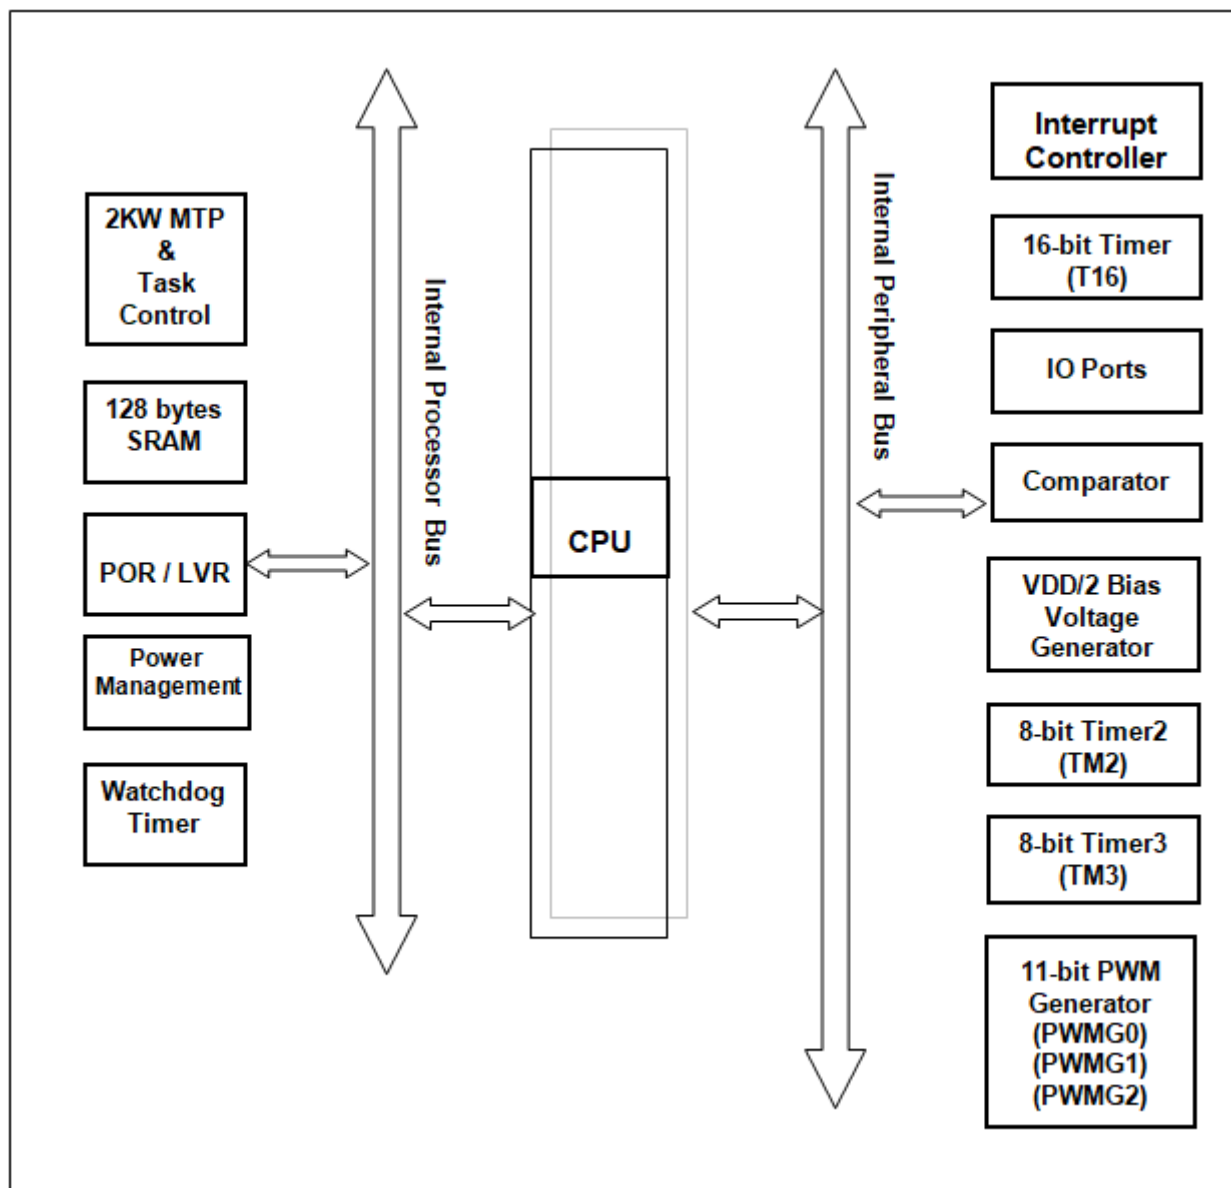 2KW MTP
&
Task
Control
128 bytes
SRAM
POR / LVR
Power
Management
Watchdog
Timer
Internal Processor Bus
CPU
Internal Peripheral Bus
Interrupt
Controller
16-bit Timer
(T16)
IO Ports
Comparator
VDD/2 Bias
Voltage
Generator
8-bit Timer2
(TM2)
8-bit Timer3
(TM3)
11-bit PWM
Generator
(PWMG0)
(PWMG1)
(PWMG2)